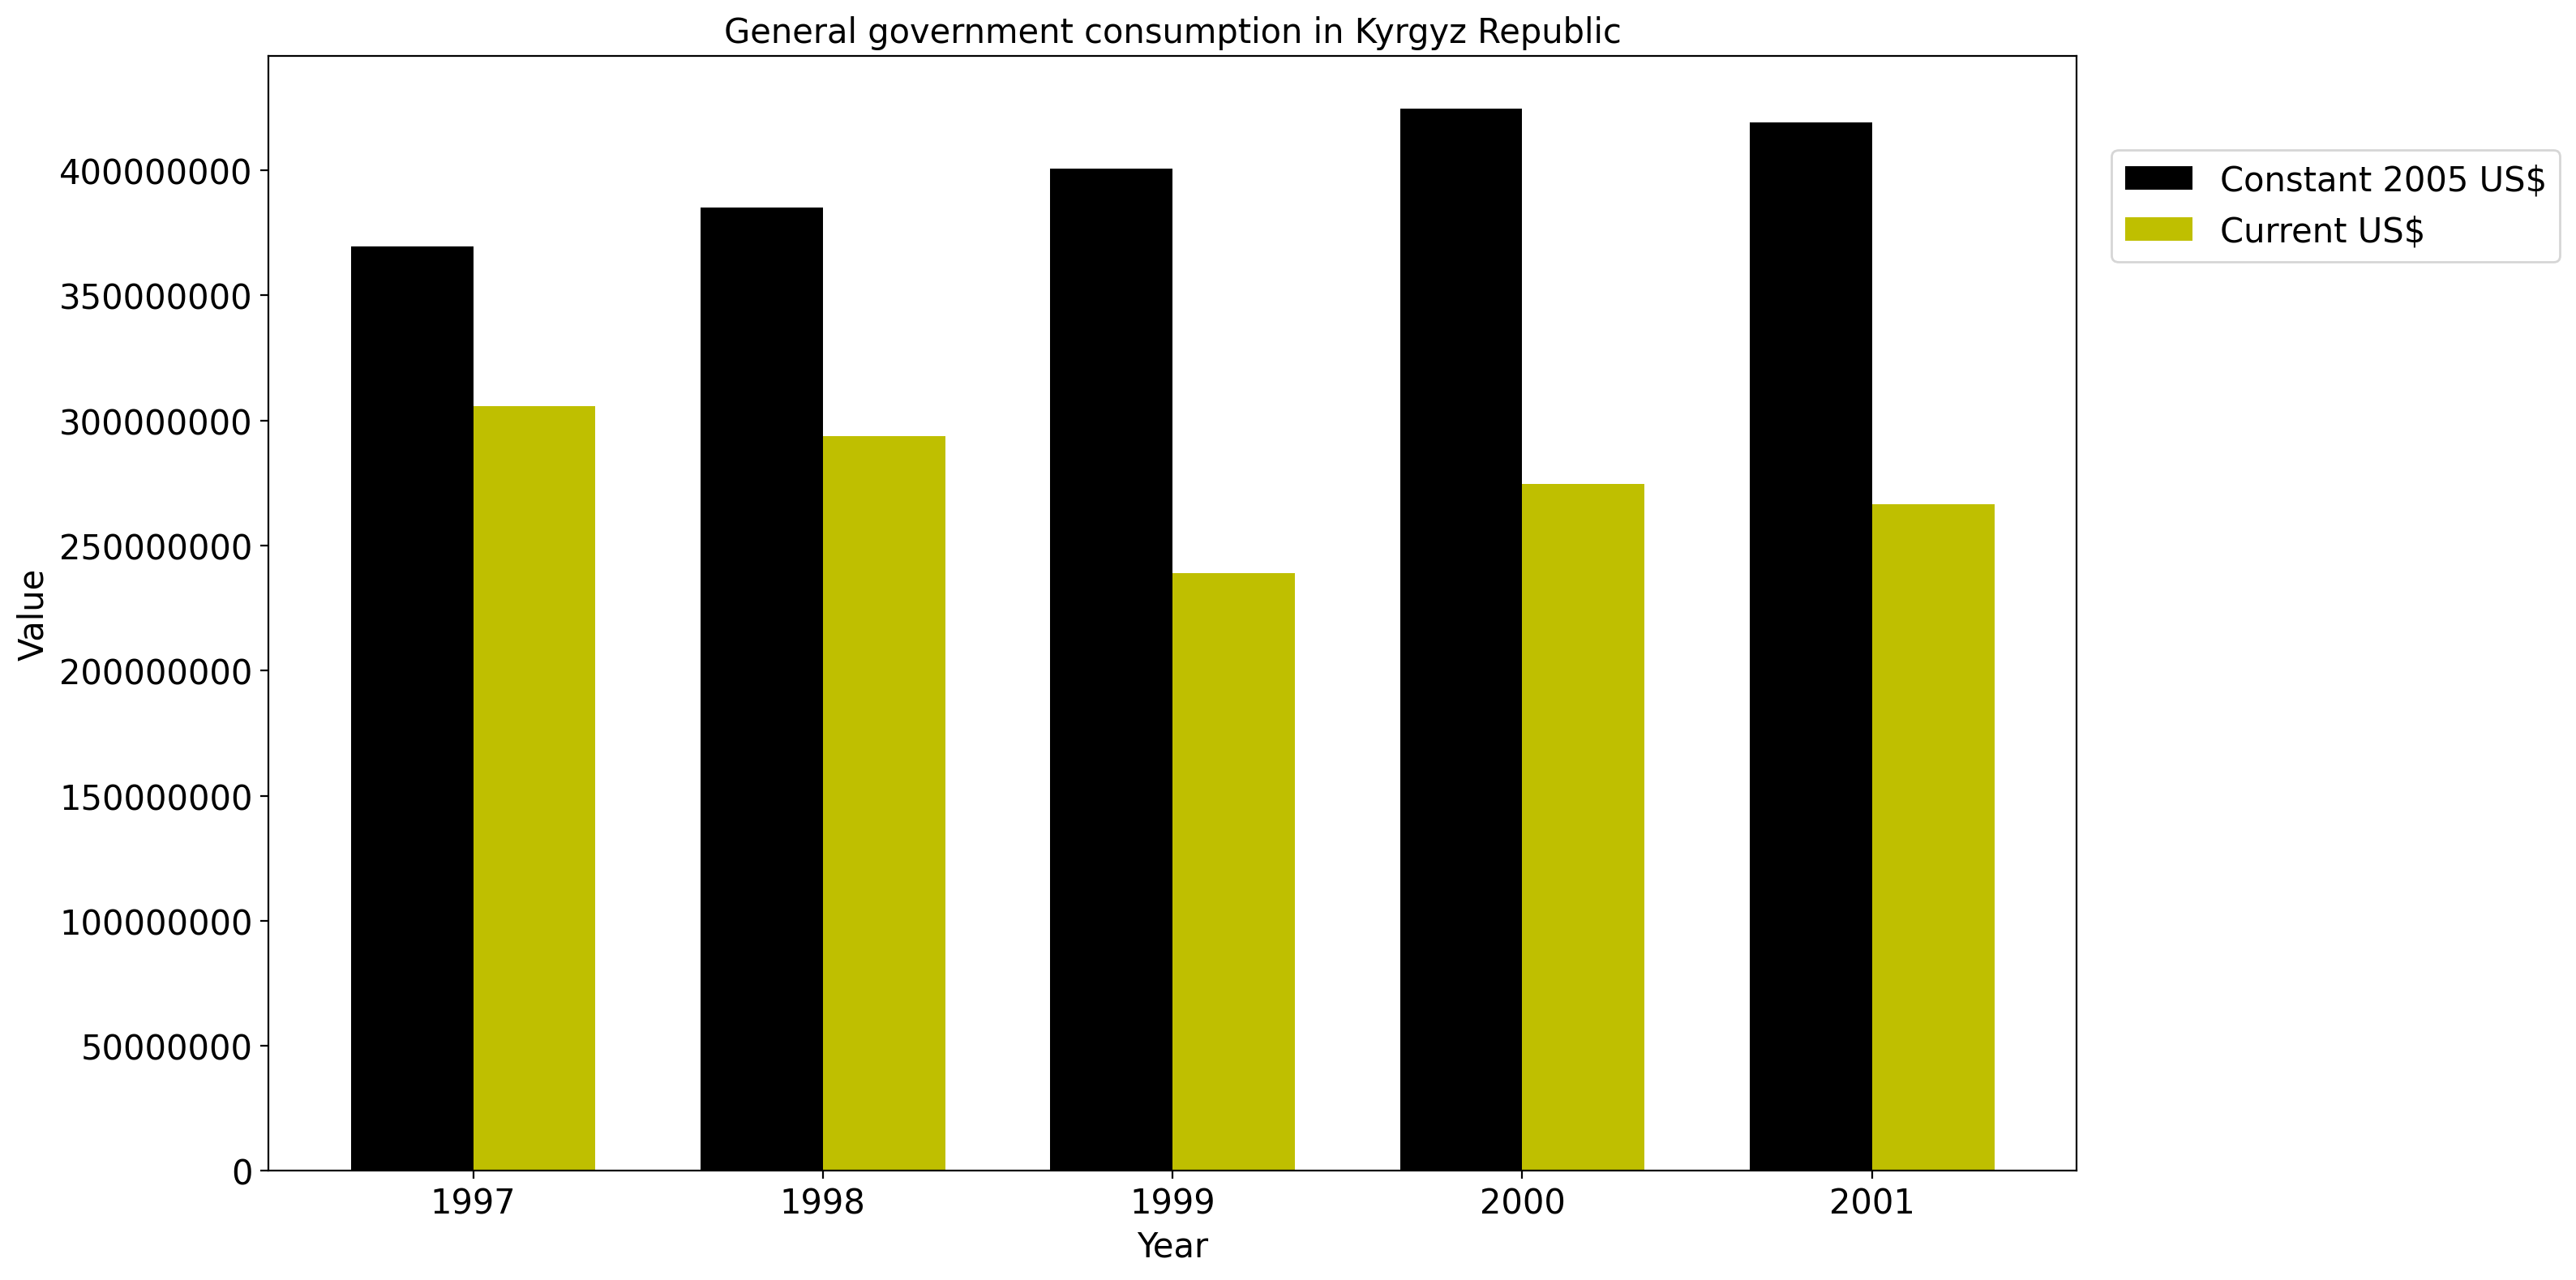 General government consumption in Kyrgyz Republic
400000000
350000000
300000000
250000000
200000000
150000000
100000000
50000000
0
Value
1997
1998
1999
2000
2001
Year
Constant 2005 US$
Current US$